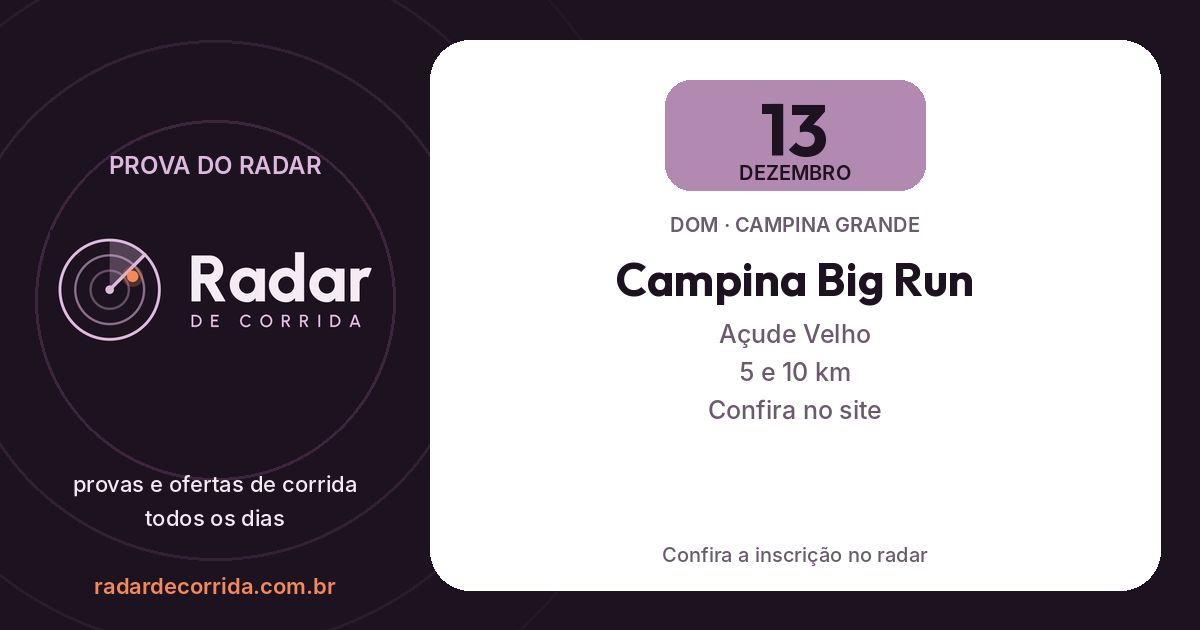 PROVA DO RADAR
Radar
DE CORRIDA
provas e ofertas de corrida
todos os dias
radardecorrida.com.br
13
DEZEMBRO
DOM · CAMPINA GRANDE
Campina Big Run
Açude Velho
5 e 10 km
Confira no site
Confira a inscrição no radar